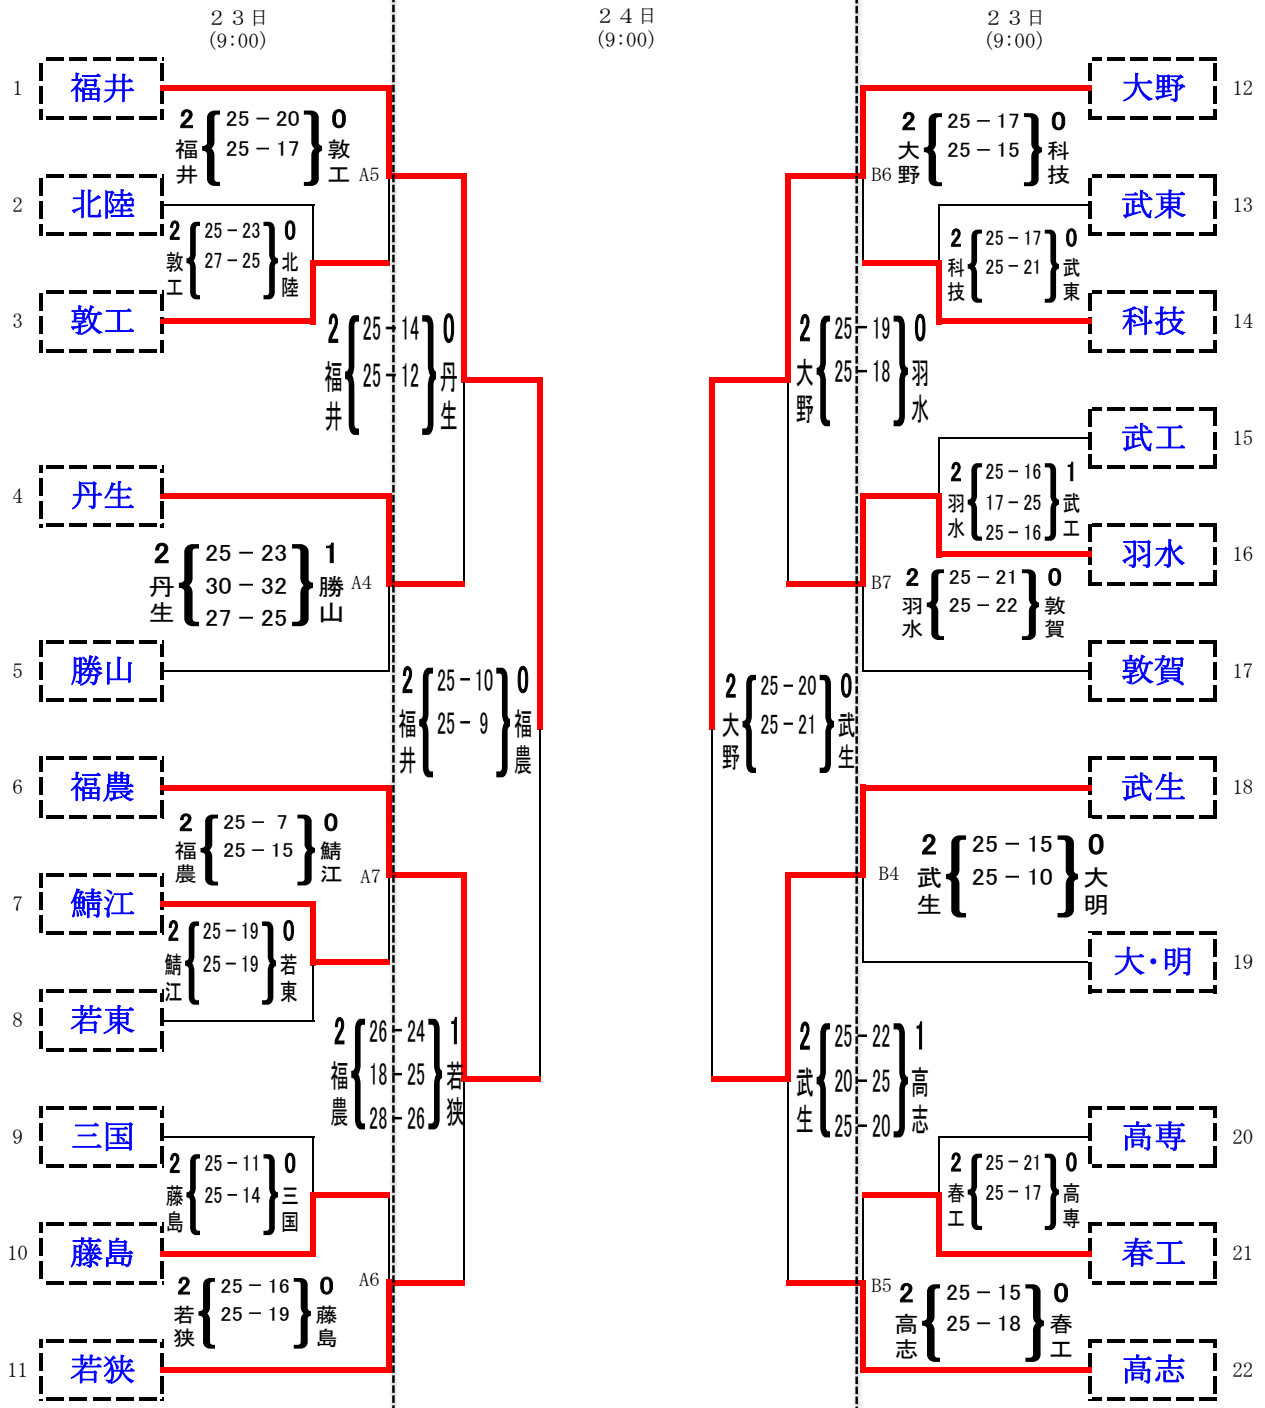 ２３日
(9:00)
２４日
(9:00)
２３日
(9:00)
1 福井
2 福井 25－20 0 敦工
25－17
A5
2 北陸
2 敦工 25－23 0 北陸
27－25
3 敦工
2 福井 25－14 0 丹生
25－12
4 丹生
2 丹生 25－23 1 勝山
30－32
27－25
A4
5 勝山
2 福井 25－10 0 福農
25－ 9
6 福農
2 福農 25－ 7 0 鯖江
25－15
A7
7 鯖江
2 鯖江 25－19 0 若東
25－19
8 若東
2 福農 26－24 1 若狭
18－25
28－26
9 三国
2 藤島 25－11 0 三国
25－14
10 藤島
A6
2 若狭 25－16 0 藤島
25－19
11 若狭
大野 12
2 大野 25－17 0 科技
25－15
B6
武東 13
2 科技 25－17 0 武東
25－21
科技 14
2 大野 25－19 0 羽水
25－18
武工 15
2 羽水 25－16 1 武工
17－25
25－16
羽水 16
B7
2 羽水 25－21 0 敦賀
25－22
敦賀 17
2 大野 25－20 0 武生
25－21
武生 18
2 武生 25－15 0 大明
25－10
B4
大・明 19
2 武生 25－22 1 高志
20－25
25－20
高専 20
2 春工 25－21 0 高専
25－17
春工 21
B5
2 高志 25－15 0 春工
25－18
高志 22